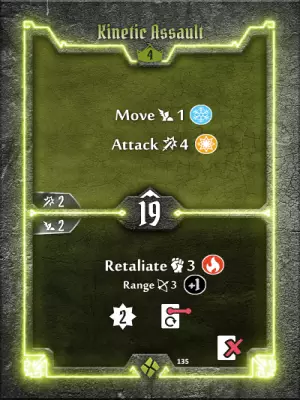 Kinetic Assault
4
Move 1
Attack 4
2
19
2
Retaliate 3
Range 3 +1
2
135